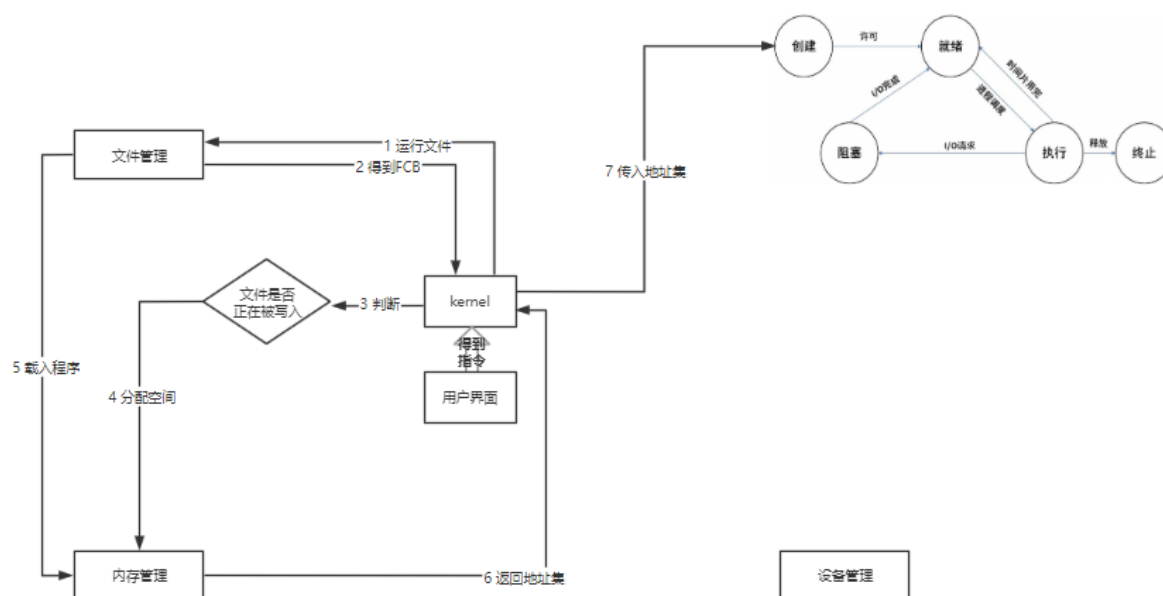 创建
许可
就绪
时间片用完
I/O完成
进程调度
阻塞
I/O请求
执行
释放
终止
文件管理
1 运行文件
2 得到FCB
7 传入地址集
文件是否
正在被写入
3 判断
kernel
得到
指令
用户界面
5 载入程序
4 分配空间
内存管理
6 返回地址集
设备管理